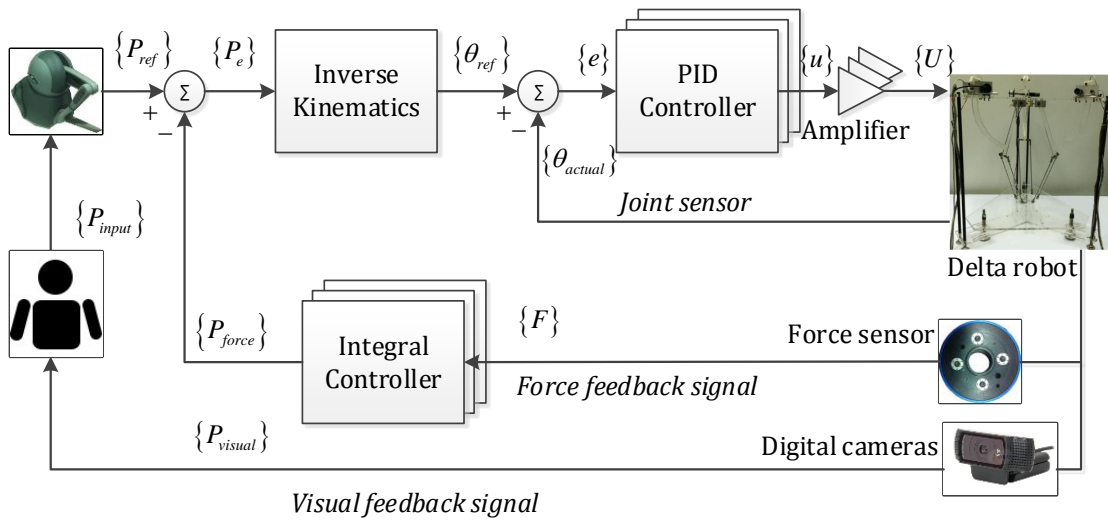 {P_ref}
{P_e}
{θ_ref}
{e}
{u}
{U}
Σ
+
−
Inverse
Kinematics
Σ
+
−
PID
Controller
Amplifier
{θ_actual}
Joint sensor
{P_input}
Delta robot
{P_force}
Integral
Controller
{F}
Force sensor
Force feedback signal
{P_visual}
Digital cameras
Visual feedback signal